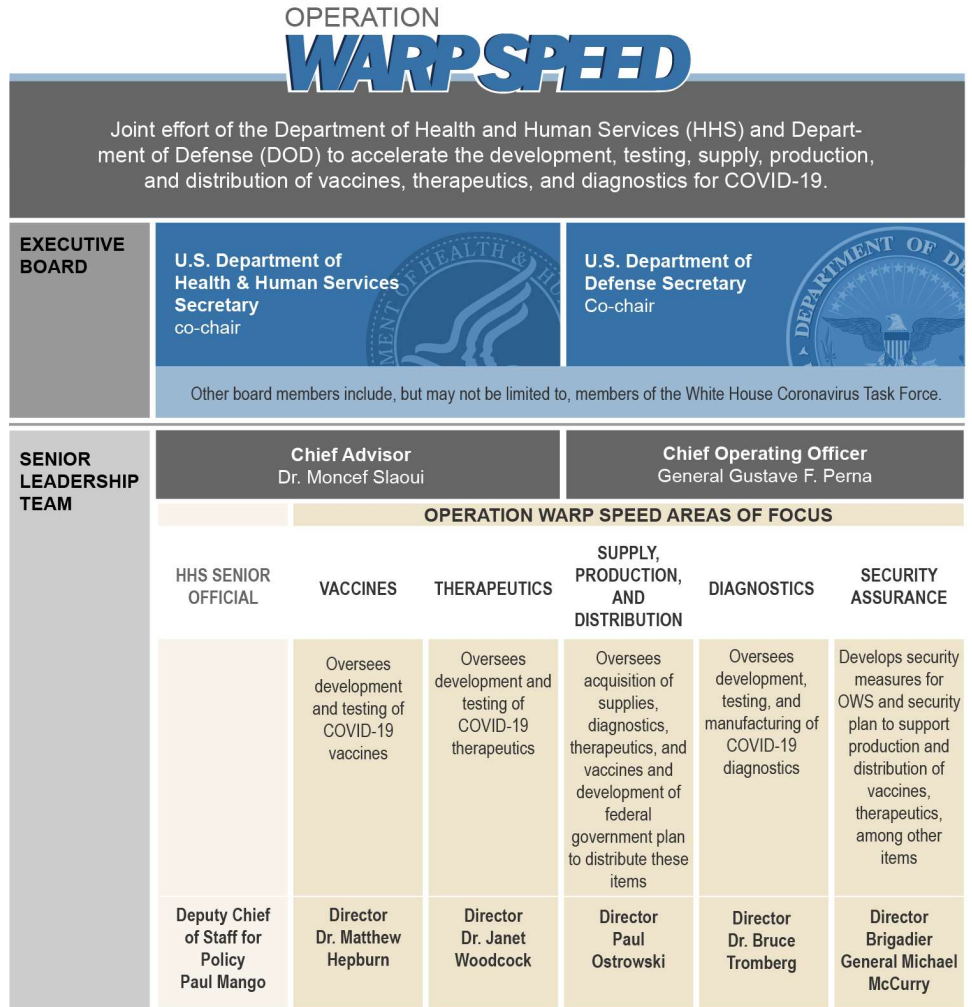 OPERATION
WARP SPEED
Joint effort of the Department of Health and Human Services (HHS) and Depart-
ment of Defense (DOD) to accelerate the development, testing, supply, production,
and distribution of vaccines, therapeutics, and diagnostics for COVID-19.
EXECUTIVE
BOARD
U.S. Department of
Health & Human Services
Secretary
co-chair
MENT OF HEALTH & HU
U.S. Department of
Defense Secretary
Co-chair
DEPARTMENT OF DE
Other board members include, but may not be limited to, members of the White House Coronavirus Task Force.
SENIOR
LEADERSHIP
TEAM
Chief Advisor
Dr. Moncef Slaoui
Chief Operating Officer
General Gustave F. Perna
OPERATION WARP SPEED AREAS OF FOCUS
HHS SENIOR
OFFICIAL
VACCINES
THERAPEUTICS
SUPPLY,
PRODUCTION,
AND
DISTRIBUTION
DIAGNOSTICS
SECURITY
ASSURANCE
Oversees
development
and testing of
COVID-19
vaccines
Oversees
development and
testing of
COVID-19
therapeutics
Oversees
acquisition of
supplies,
diagnostics,
therapeutics, and
vaccines and
development of
federal
government plan
to distribute these
items
Oversees
development,
testing, and
manufacturing of
COVID-19
diagnostics
Develops security
measures for
OWS and security
plan to support
production and
distribution of
vaccines,
therapeutics,
among other
items
Deputy Chief
of Staff for
Policy
Paul Mango
Director
Dr. Matthew
Hepburn
Director
Dr. Janet
Woodcock
Director
Paul
Ostrowski
Director
Dr. Bruce
Tromberg
Director
Brigadier
General Michael
McCurry